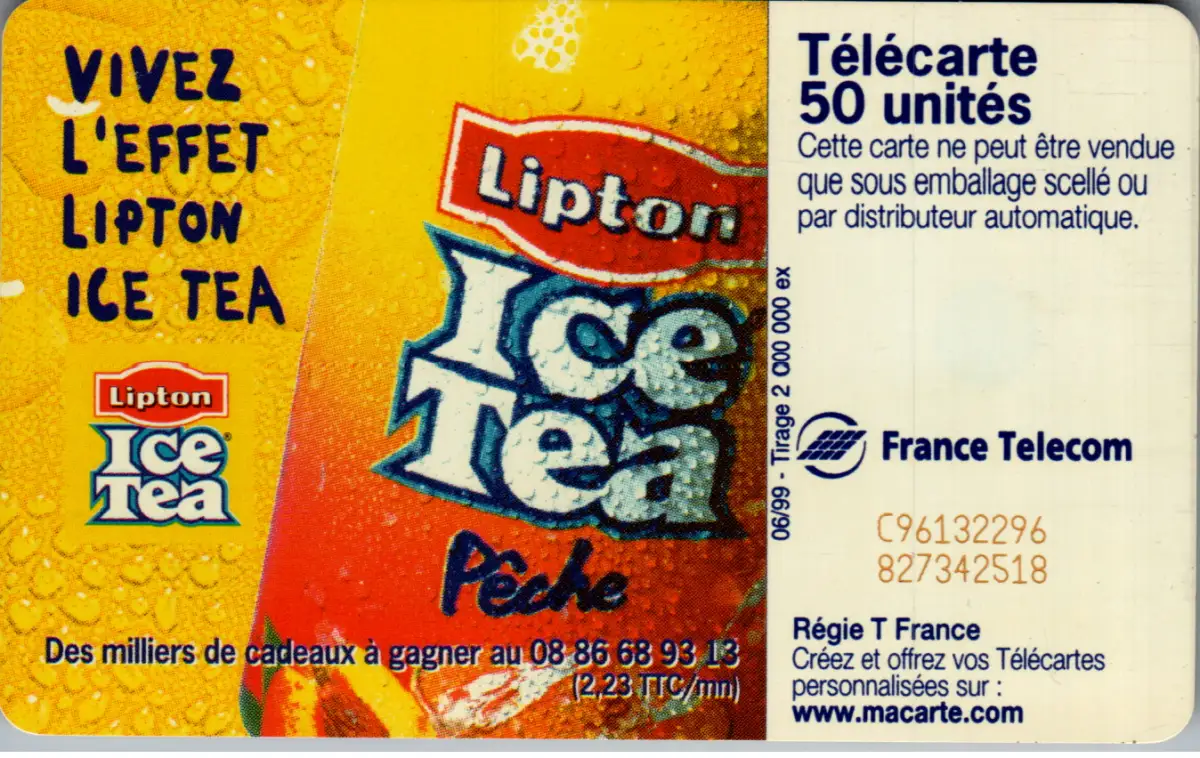 VIVEZ
L'EFFET
LIPTON
ICE TEA
Lipton
Ice
Tea
Lipton
Ice
Tea
Pêche
Des milliers de cadeaux à gagner au 08 86 68 93 13
(2,23 TTC/mn)
06/99 - Tirage 2 000 000 ex
Télécarte
50 unités
Cette carte ne peut être vendue
que sous emballage scellé ou
par distributeur automatique.
France Telecom
C96132296
827342518
Régie T France
Créez et offrez vos Télécartes
personnalisées sur :
www.macarte.com